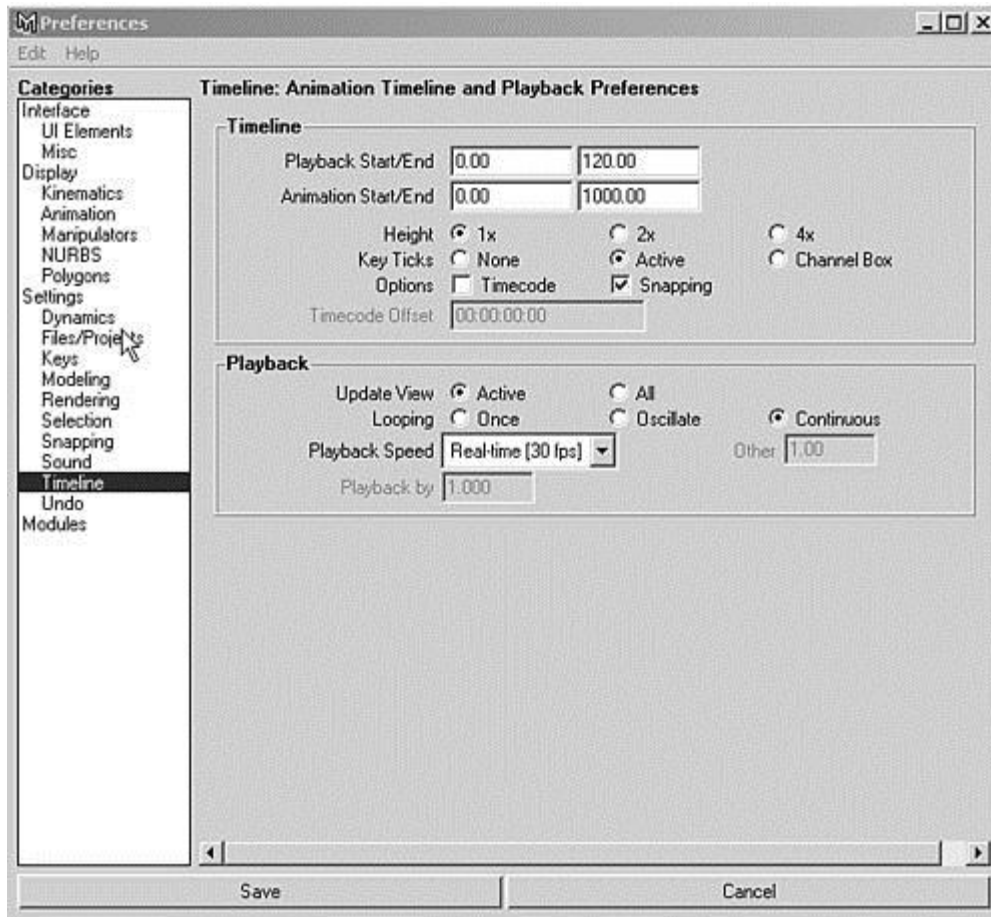 Preferences
Edit Help
Categories
Interface
UI Elements
Misc
Display
Kinematics
Animation
Manipulators
NURBS
Polygons
Settings
Dynamics
Files/Projects
Keys
Modeling
Rendering
Selection
Snapping
Sound
Timeline
Undo
Modules
Timeline: Animation Timeline and Playback Preferences
Timeline
Playback Start/End 0.00 120.00
Animation Start/End 0.00 1000.00
Height 1x 2x 4x
Key Ticks None Active Channel Box
Options Timecode Snapping
Timecode Offset 00:00:00:00
Playback
Update View Active All
Looping Once Oscillate Continuous
Playback Speed Real-time [30 fps] Other 1.00
Playback by 1.000
Save Cancel